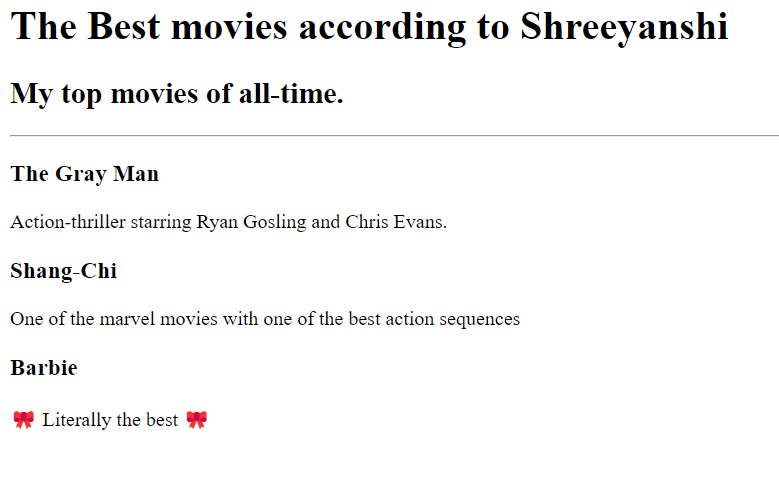 The Best movies according to Shreeyanshi
My top movies of all-time.
The Gray Man
Action-thriller starring Ryan Gosling and Chris Evans.
Shang-Chi
One of the marvel movies with one of the best action sequences
Barbie
🎀 Literally the best 🎀